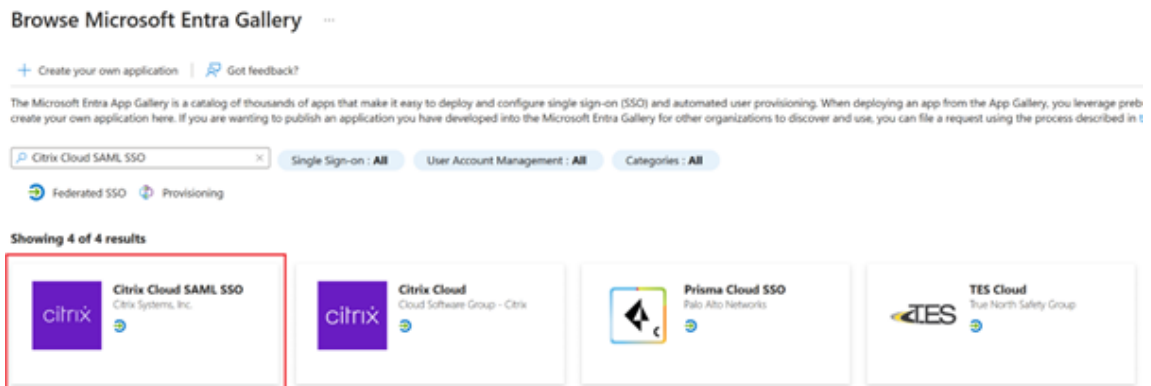 Browse Microsoft Entra Gallery ...
+ Create your own application | Got feedback?
The Microsoft Entra App Gallery is a catalog of thousands of apps that make it easy to deploy and configure single sign-on (SSO) and automated user provisioning. When deploying an app from the App Gallery, you leverage preb
create your own application here. If you are wanting to publish an application you have developed into the Microsoft Entra Gallery for other organizations to discover and use, you can file a request using the process described in t
Citrix Cloud SAML SSO × Single Sign-on : All User Account Management : All Categories : All
Federated SSO Provisioning
Showing 4 of 4 results
citrix
Citrix Cloud SAML SSO
Citrix Systems, Inc.
citrix
Citrix Cloud
Cloud Software Group - Citrix
C
Prisma Cloud SSO
Palo Alto Networks
TES
TES Cloud
True North Safety Group